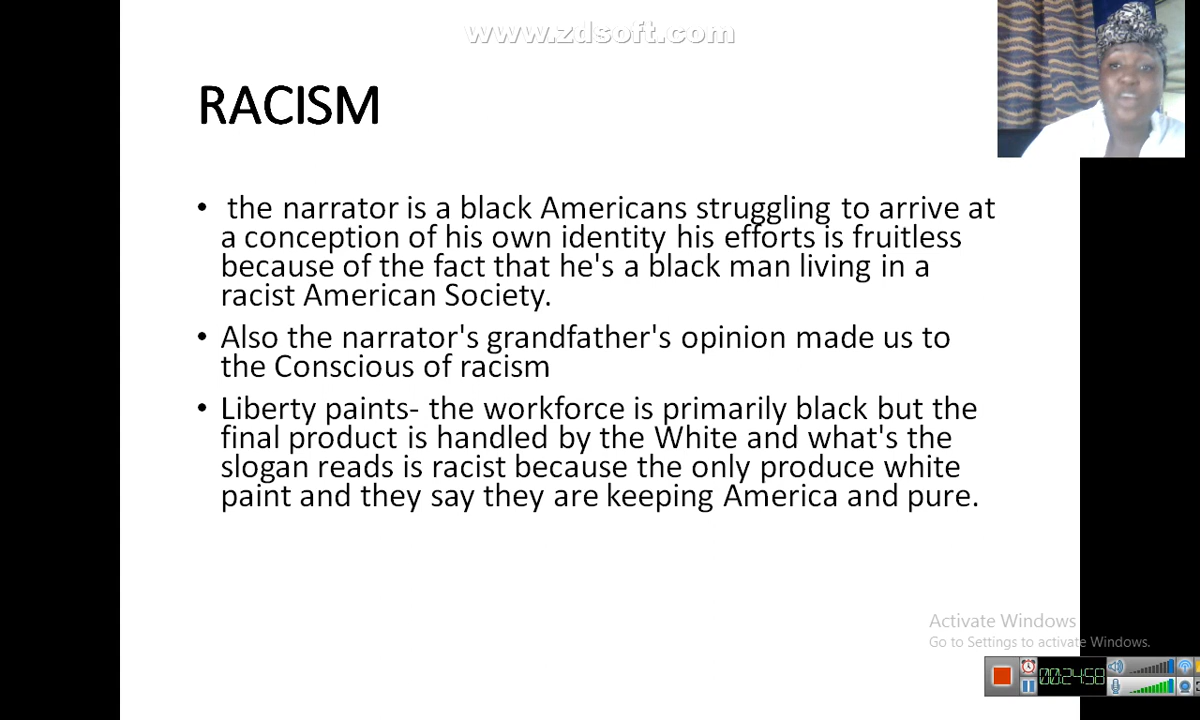 www.zdsoft.com
RACISM
• the narrator is a black Americans struggling to arrive at
a conception of his own identity his efforts is fruitless
because of the fact that he's a black man living in a
racist American Society.
• Also the narrator's grandfather's opinion made us to
the Conscious of racism
• Liberty paints- the workforce is primarily black but the
final product is handled by the White and what's the
slogan reads is racist because the only produce white
paint and they say they are keeping America and pure.
Activate Windows
Go to Settings to activate Windows.
00:24:58